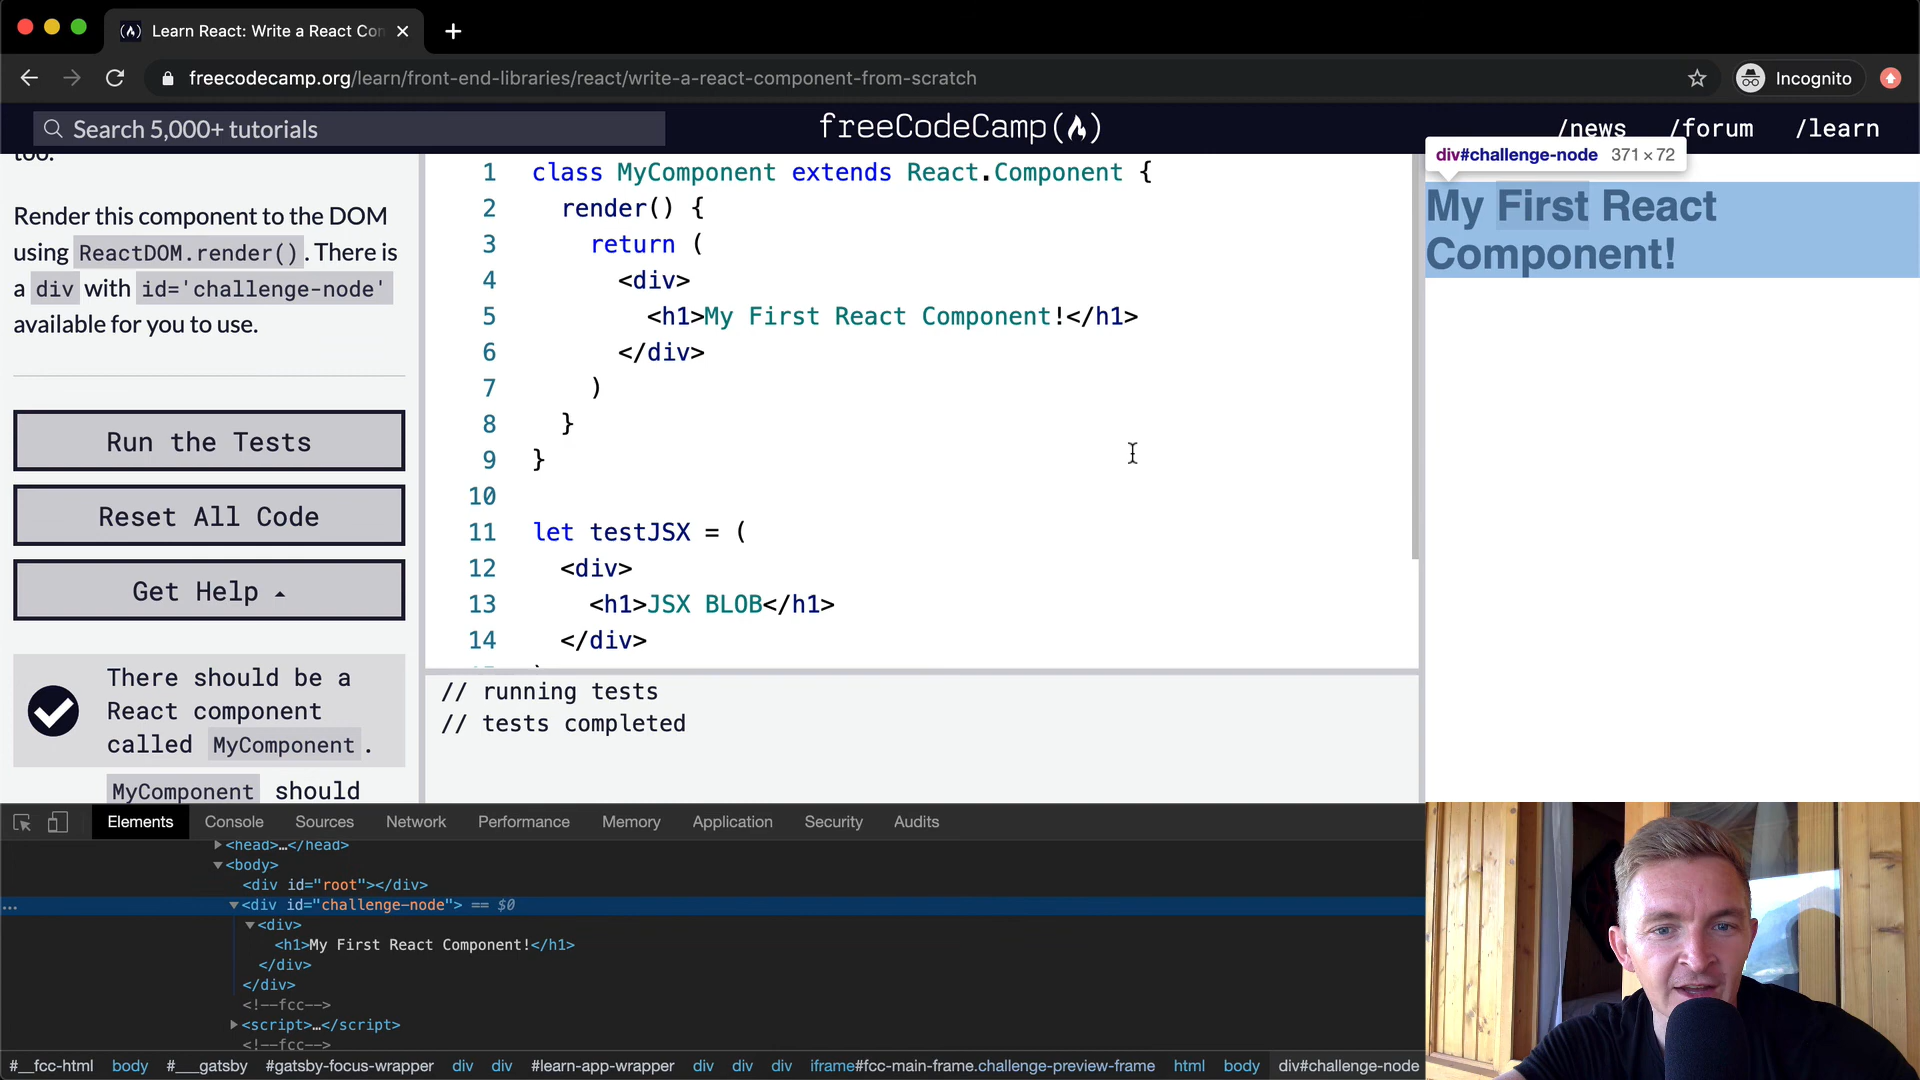 Learn React: Write a React Con
freecodecamp.org/learn/front-end-libraries/react/write-a-react-component-from-scratch
Incognito
Search 5,000+ tutorials
freeCodeCamp
/news /forum /learn
too.
Render this component to the DOM
using ReactDOM.render(). There is
a div with id='challenge-node'
available for you to use.
Run the Tests
Reset All Code
Get Help
There should be a
React component
called MyComponent.
MyComponent should
1 class MyComponent extends React.Component {
2 render() {
3 return (
4 <div>
5 <h1>My First React Component!</h1>
6 </div>
7 )
8 }
9 }
10
11 let testJSX = (
12 <div>
13 <h1>JSX BLOB</h1>
14 </div>
// running tests
// tests completed
div#challenge-node 371 × 72
My First React
Component!
Elements Console Sources Network Performance Memory Application Security Audits
<head>…</head>
<body>
<div id="root"></div>
… <div id="challenge-node"> == $0
<div>
<h1>My First React Component!</h1>
</div>
</div>
<!--fcc-->
<script>…</script>
<!--fcc-->
#__fcc-html body #___gatsby #gatsby-focus-wrapper div div #learn-app-wrapper div div div iframe#fcc-main-frame.challenge-preview-frame html body div#challenge-node